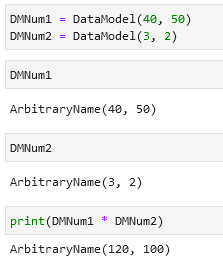 DMNum1 = DataModel(40, 50)
DMNum2 = DataModel(3, 2)
DMNum1
ArbitraryName(40, 50)
DMNum2
ArbitraryName(3, 2)
print(DMNum1 * DMNum2)
ArbitraryName(120, 100)